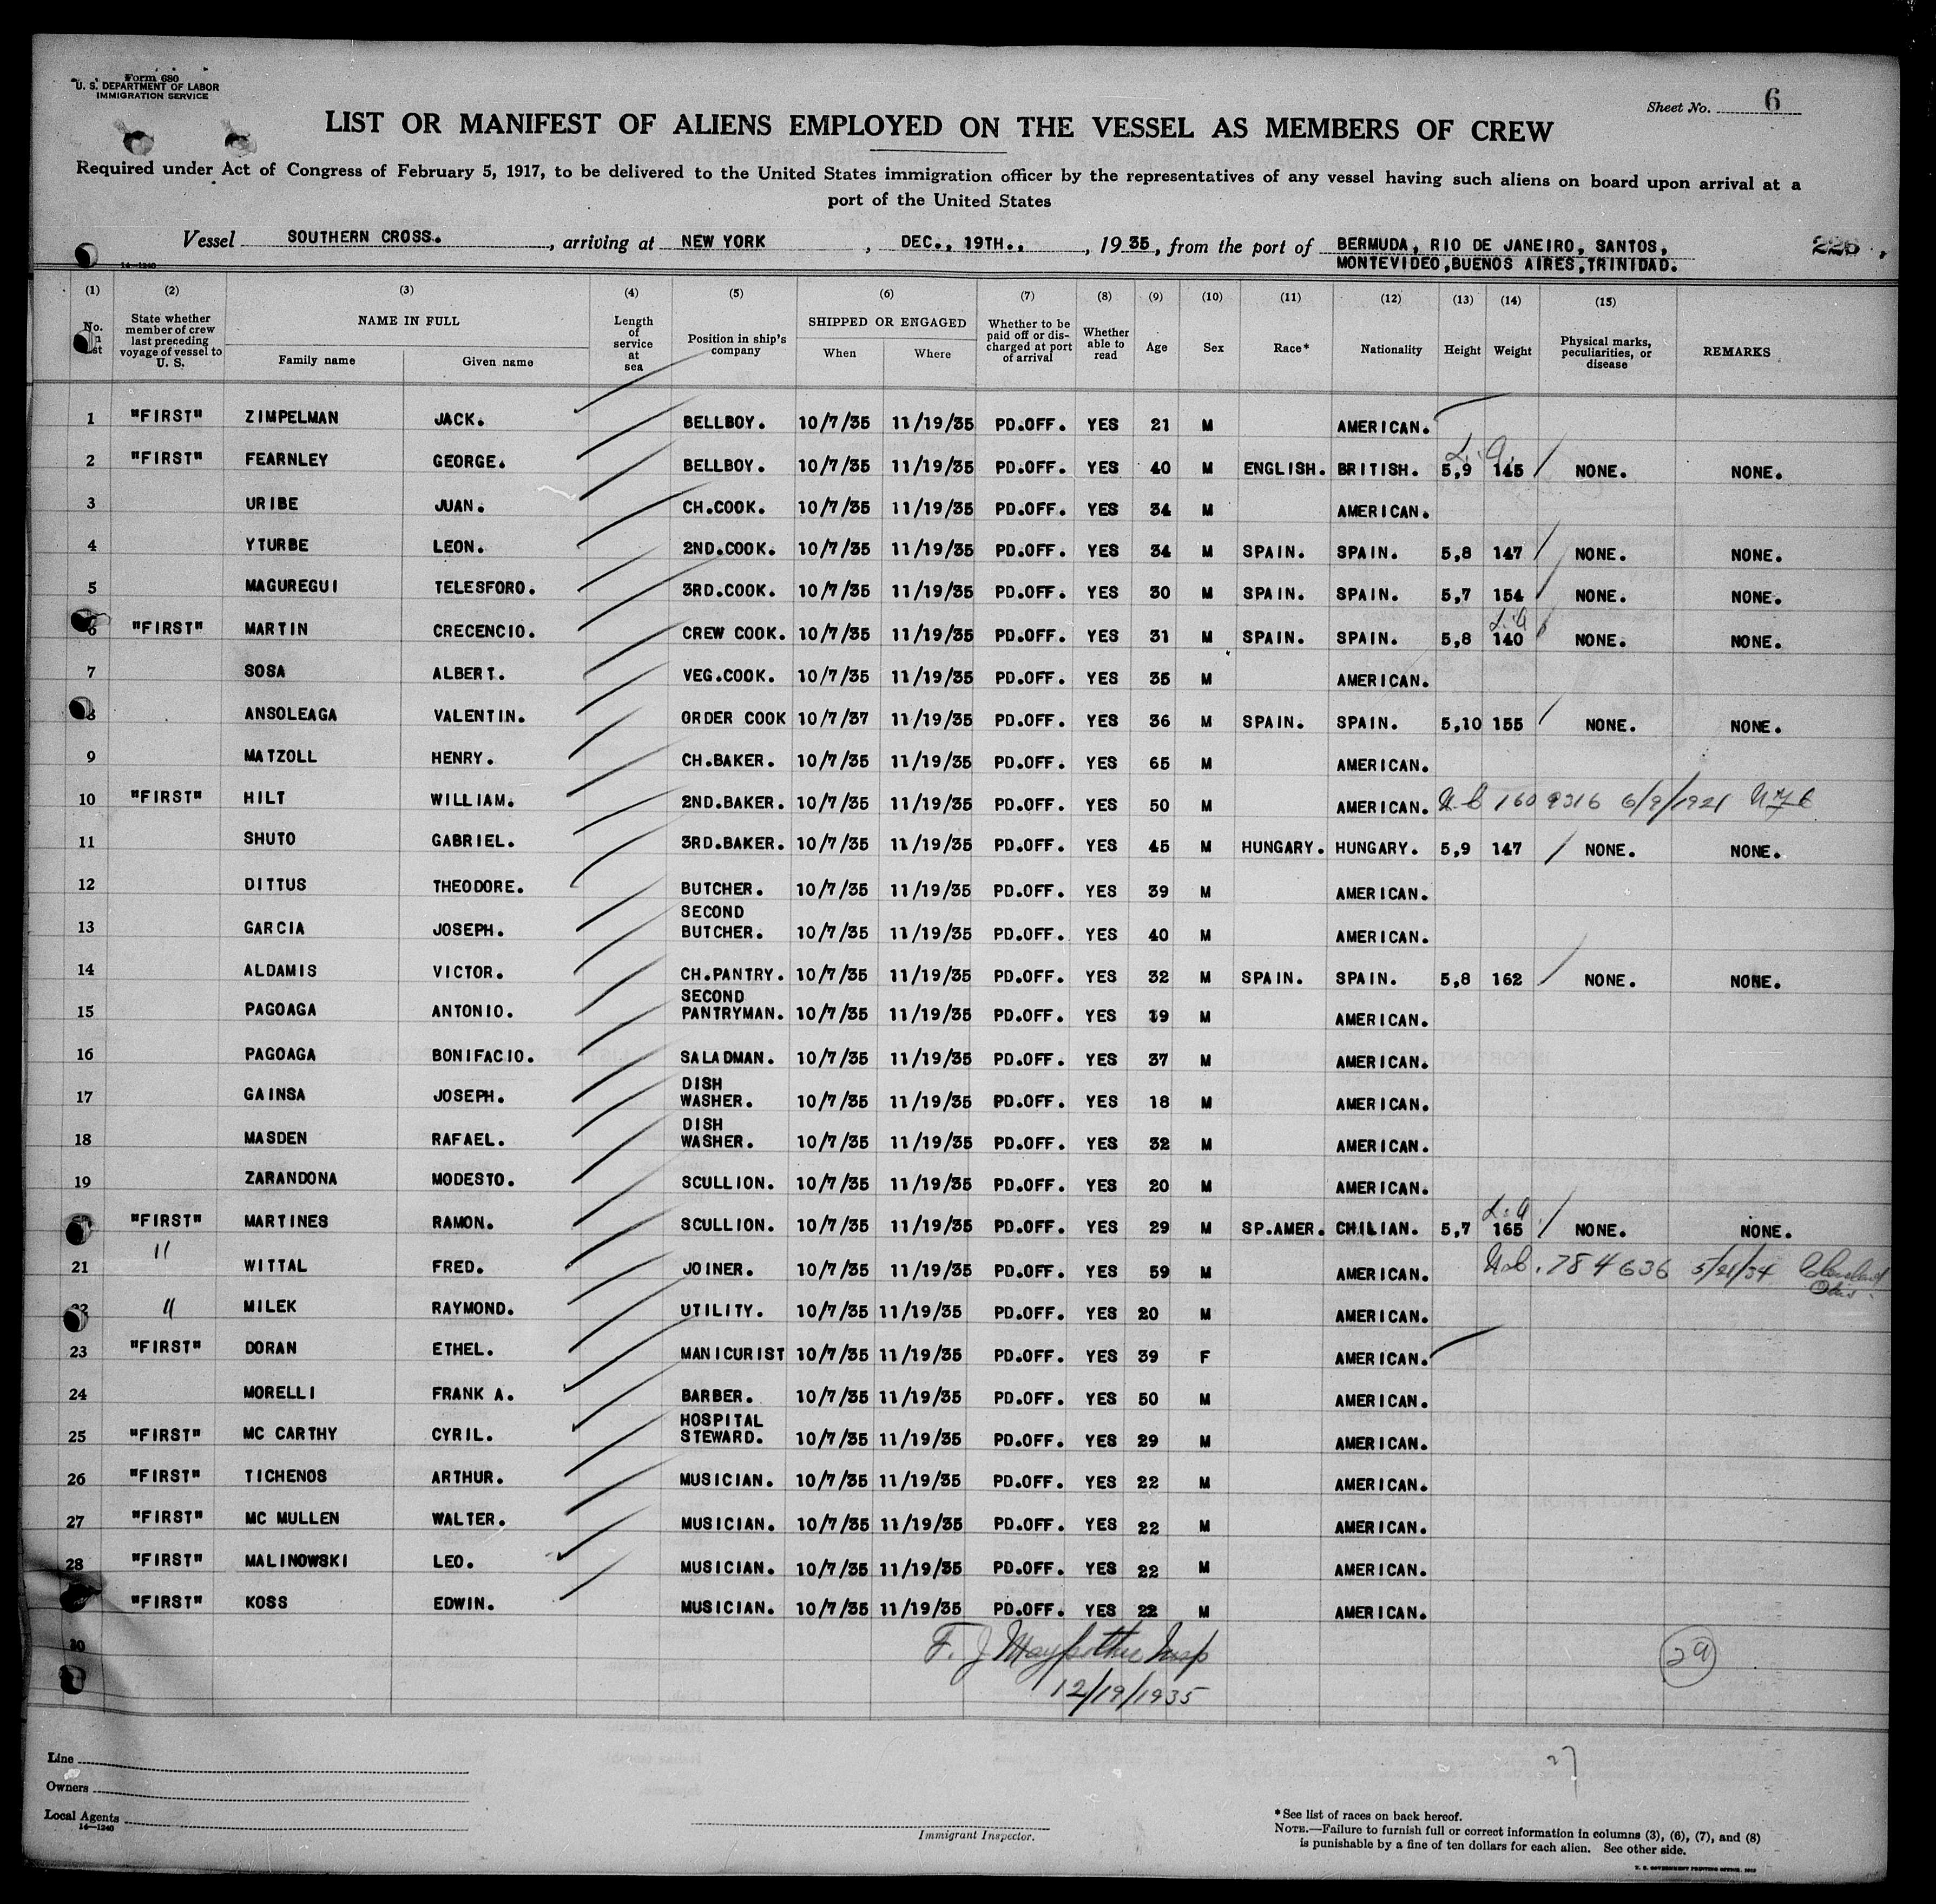 Form 680
U. S. DEPARTMENT OF LABOR
IMMIGRATION SERVICE
Sheet No. 6
LIST OR MANIFEST OF ALIENS EMPLOYED ON THE VESSEL AS MEMBERS OF CREW
Required under Act of Congress of February 5, 1917, to be delivered to the United States immigration officer by the representatives of any vessel having such aliens on board upon arrival at a
port of the United States
Vessel SOUTHERN CROSS. , arriving at NEW YORK , DEC., 19TH., , 19 35, from the port of BERMUDA, RIO DE JANEIRO, SANTOS, 226 ,
14—1240 MONTEVIDEO,BUENOS AIRES,TRINIDAD.
(1) (2) (3) (4) (5) (6) (7) (8) (9) (10) (11) (12) (13) (14) (15)
No. State whether member of crew last preceding voyage of vessel to U. S. NAME IN FULL Family name Given name Length of service at sea Position in ship's company SHIPPED OR ENGAGED When Where Whether to be paid off or discharged at port of arrival Whether able to read Age Sex Race* Nationality Height Weight Physical marks, peculiarities, or disease REMARKS
1 "FIRST" ZIMPELMAN JACK. BELLBOY. 10/7/35 11/19/35 PD.OFF. YES 21 M AMERICAN.
2 "FIRST" FEARNLEY GEORGE. BELLBOY. 10/7/35 11/19/35 PD.OFF. YES 40 M ENGLISH. BRITISH. 5,9 145 NONE. NONE.
3 URIBE JUAN. CH.COOK. 10/7/35 11/19/35 PD.OFF. YES 34 M AMERICAN.
4 YTURBE LEON. 2ND.COOK. 10/7/35 11/19/35 PD.OFF. YES 34 M SPAIN. SPAIN. 5,8 147 NONE. NONE.
5 MAGUREGUI TELESFORO. 3RD.COOK. 10/7/35 11/19/35 PD.OFF. YES 30 M SPAIN. SPAIN. 5,7 154 NONE. NONE.
6 "FIRST" MARTIN CRECENCIO. CREW COOK. 10/7/35 11/19/35 PD.OFF. YES 31 M SPAIN. SPAIN. 5,8 140 NONE. NONE.
7 SOSA ALBERT. VEG.COOK. 10/7/35 11/19/35 PD.OFF. YES 35 M AMERICAN.
8 ANSOLEAGA VALENTIN. ORDER COOK 10/7/37 11/19/35 PD.OFF. YES 36 M SPAIN. SPAIN. 5,10 155 NONE. NONE.
9 MATZOLL HENRY. CH.BAKER. 10/7/35 11/19/35 PD.OFF. YES 65 M AMERICAN.
10 "FIRST" HILT WILLIAM. 2ND.BAKER. 10/7/35 11/19/35 PD.OFF. YES 50 M AMERICAN. 1609316 6/9/1921
11 SHUTO GABRIEL. 3RD.BAKER. 10/7/35 11/19/35 PD.OFF. YES 45 M HUNGARY. HUNGARY. 5,9 147 NONE. NONE.
12 DITTUS THEODORE. BUTCHER. 10/7/35 11/19/35 PD.OFF. YES 39 M AMERICAN.
13 GARCIA JOSEPH. SECOND BUTCHER. 10/7/35 11/19/35 PD.OFF. YES 40 M AMERICAN.
14 ALDAMIS VICTOR. CH.PANTRY. 10/7/35 11/19/35 PD.OFF. YES 32 M SPAIN. SPAIN. 5,8 162 NONE. NONE.
15 PAGOAGA ANTONIO. SECOND PANTRYMAN. 10/7/35 11/19/35 PD.OFF. YES 39 M AMERICAN.
16 PAGOAGA BONIFACIO. SALADMAN. 10/7/35 11/19/35 PD.OFF. YES 37 M AMERICAN.
17 GAINSA JOSEPH. DISH WASHER. 10/7/35 11/19/35 PD.OFF. YES 18 M AMERICAN.
18 MASDEN RAFAEL. DISH WASHER. 10/7/35 11/19/35 PD.OFF. YES 32 M AMERICAN.
19 ZARANDONA MODESTO. SCULLION. 10/7/35 11/19/35 PD.OFF. YES 20 M AMERICAN.
"FIRST" MARTINES RAMON. SCULLION. 10/7/35 11/19/35 PD.OFF. YES 29 M SP.AMER. CHILIAN. 5,7 165 NONE. NONE.
21 " WITTAL FRED. JOINER. 10/7/35 11/19/35 PD.OFF. YES 59 M AMERICAN. 784636 5/21/34 Cleveland Ohio.
22 " MILEK RAYMOND. UTILITY. 10/7/35 11/19/35 PD.OFF. YES 20 M AMERICAN.
23 "FIRST" DORAN ETHEL. MANICURIST 10/7/35 11/19/35 PD.OFF. YES 39 F AMERICAN.
24 MORELLI FRANK A. BARBER. 10/7/35 11/19/35 PD.OFF. YES 50 M AMERICAN.
25 "FIRST" MC CARTHY CYRIL. HOSPITAL STEWARD. 10/7/35 11/19/35 PD.OFF. YES 29 M AMERICAN.
26 "FIRST" TICHENOS ARTHUR. MUSICIAN. 10/7/35 11/19/35 PD.OFF. YES 22 M AMERICAN.
27 "FIRST" MC MULLEN WALTER. MUSICIAN. 10/7/35 11/19/35 PD.OFF. YES 22 M AMERICAN.
28 "FIRST" MALINOWSKI LEO. MUSICIAN. 10/7/35 11/19/35 PD.OFF. YES 22 M AMERICAN.
"FIRST" KOSS EDWIN. MUSICIAN. 10/7/35 11/19/35 PD.OFF. YES 22 M AMERICAN.
30 F. J Insp 29
12/19/1935
27
Line
Owners
Local Agents
14—1240
Immigrant Inspector.
*See list of races on back hereof.
NOTE.—Failure to furnish full or correct information in columns (3), (6), (7), and (8)
is punishable by a fine of ten dollars for each alien. See other side.
U. S. GOVERNMENT PRINTING OFFICE